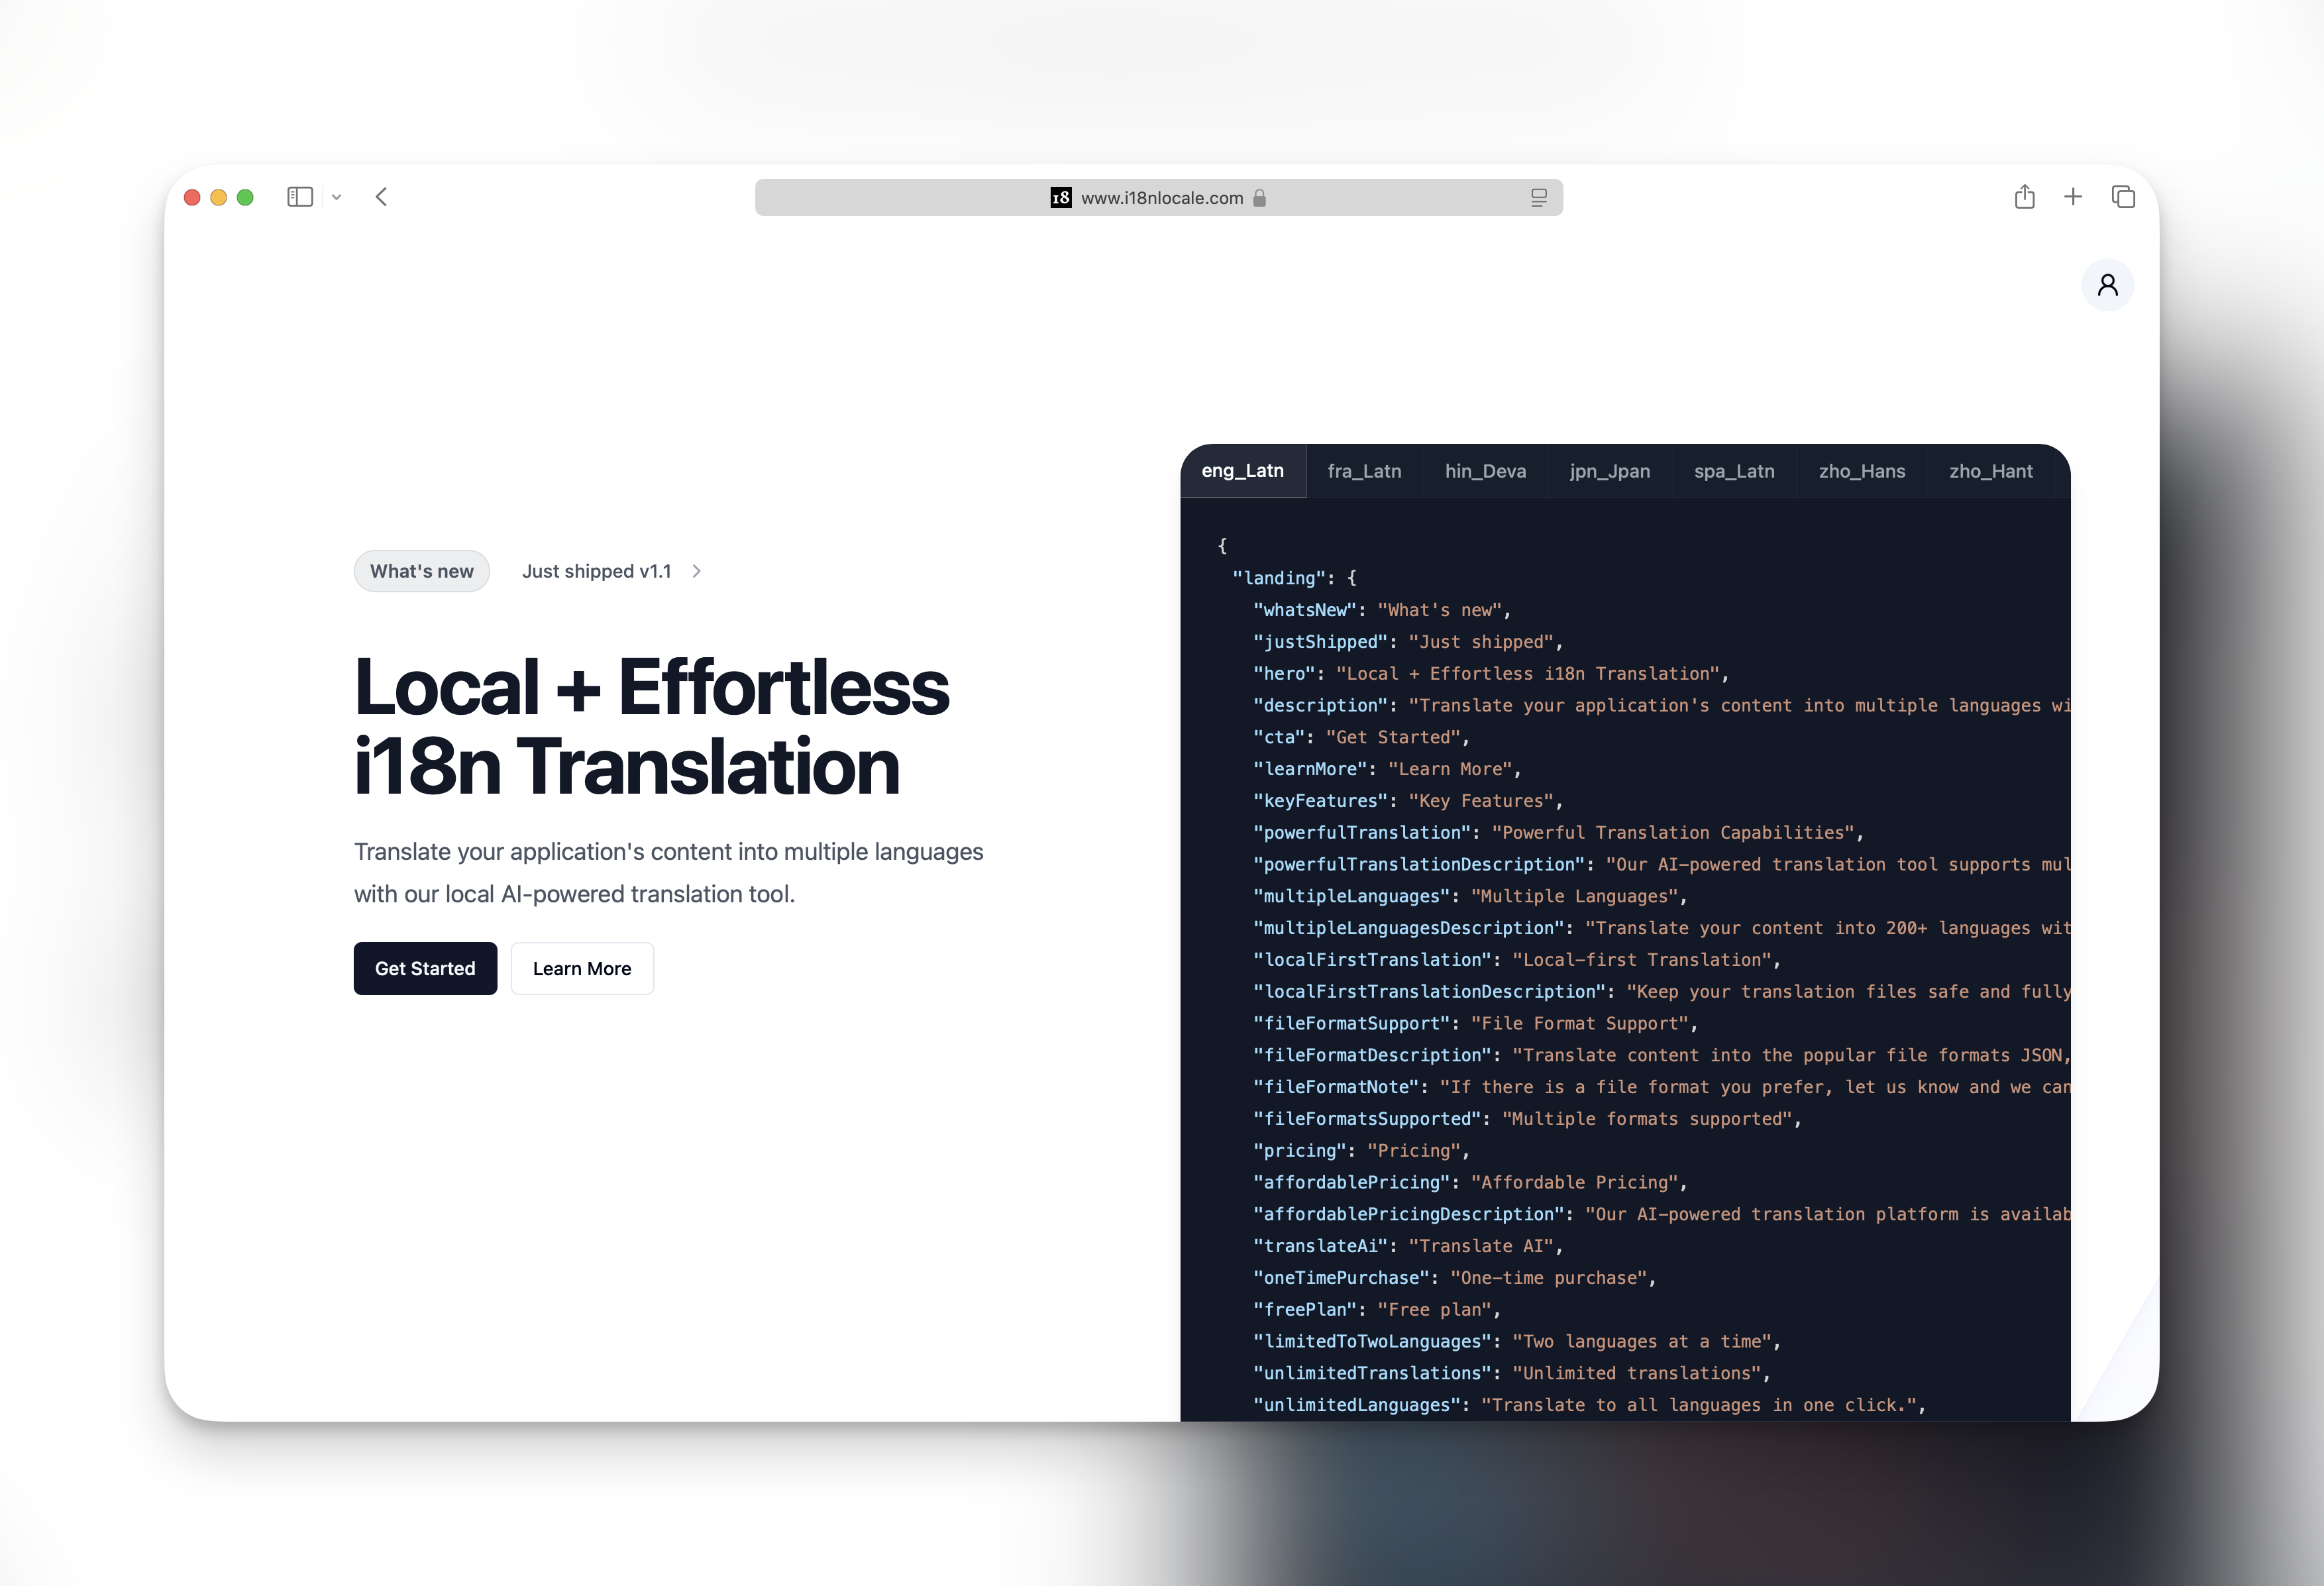 i8 www.i18nlocale.com
What's new Just shipped v1.1
Local + Effortless
i18n Translation
Translate your application's content into multiple languages
with our local AI-powered translation tool.
Get Started Learn More
eng_Latn fra_Latn hin_Deva jpn_Jpan spa_Latn zho_Hans zho_Hant
{
"landing": {
"whatsNew": "What's new",
"justShipped": "Just shipped",
"hero": "Local + Effortless i18n Translation",
"description": "Translate your application's content into multiple languages wi
"cta": "Get Started",
"learnMore": "Learn More",
"keyFeatures": "Key Features",
"powerfulTranslation": "Powerful Translation Capabilities",
"powerfulTranslationDescription": "Our AI-powered translation tool supports mul
"multipleLanguages": "Multiple Languages",
"multipleLanguagesDescription": "Translate your content into 200+ languages wit
"localFirstTranslation": "Local-first Translation",
"localFirstTranslationDescription": "Keep your translation files safe and fully
"fileFormatSupport": "File Format Support",
"fileFormatDescription": "Translate content into the popular file formats JSON,
"fileFormatNote": "If there is a file format you prefer, let us know and we can
"fileFormatsSupported": "Multiple formats supported",
"pricing": "Pricing",
"affordablePricing": "Affordable Pricing",
"affordablePricingDescription": "Our AI-powered translation platform is availab
"translateAi": "Translate AI",
"oneTimePurchase": "One-time purchase",
"freePlan": "Free plan",
"limitedToTwoLanguages": "Two languages at a time",
"unlimitedTranslations": "Unlimited translations",
"unlimitedLanguages": "Translate to all languages in one click.",